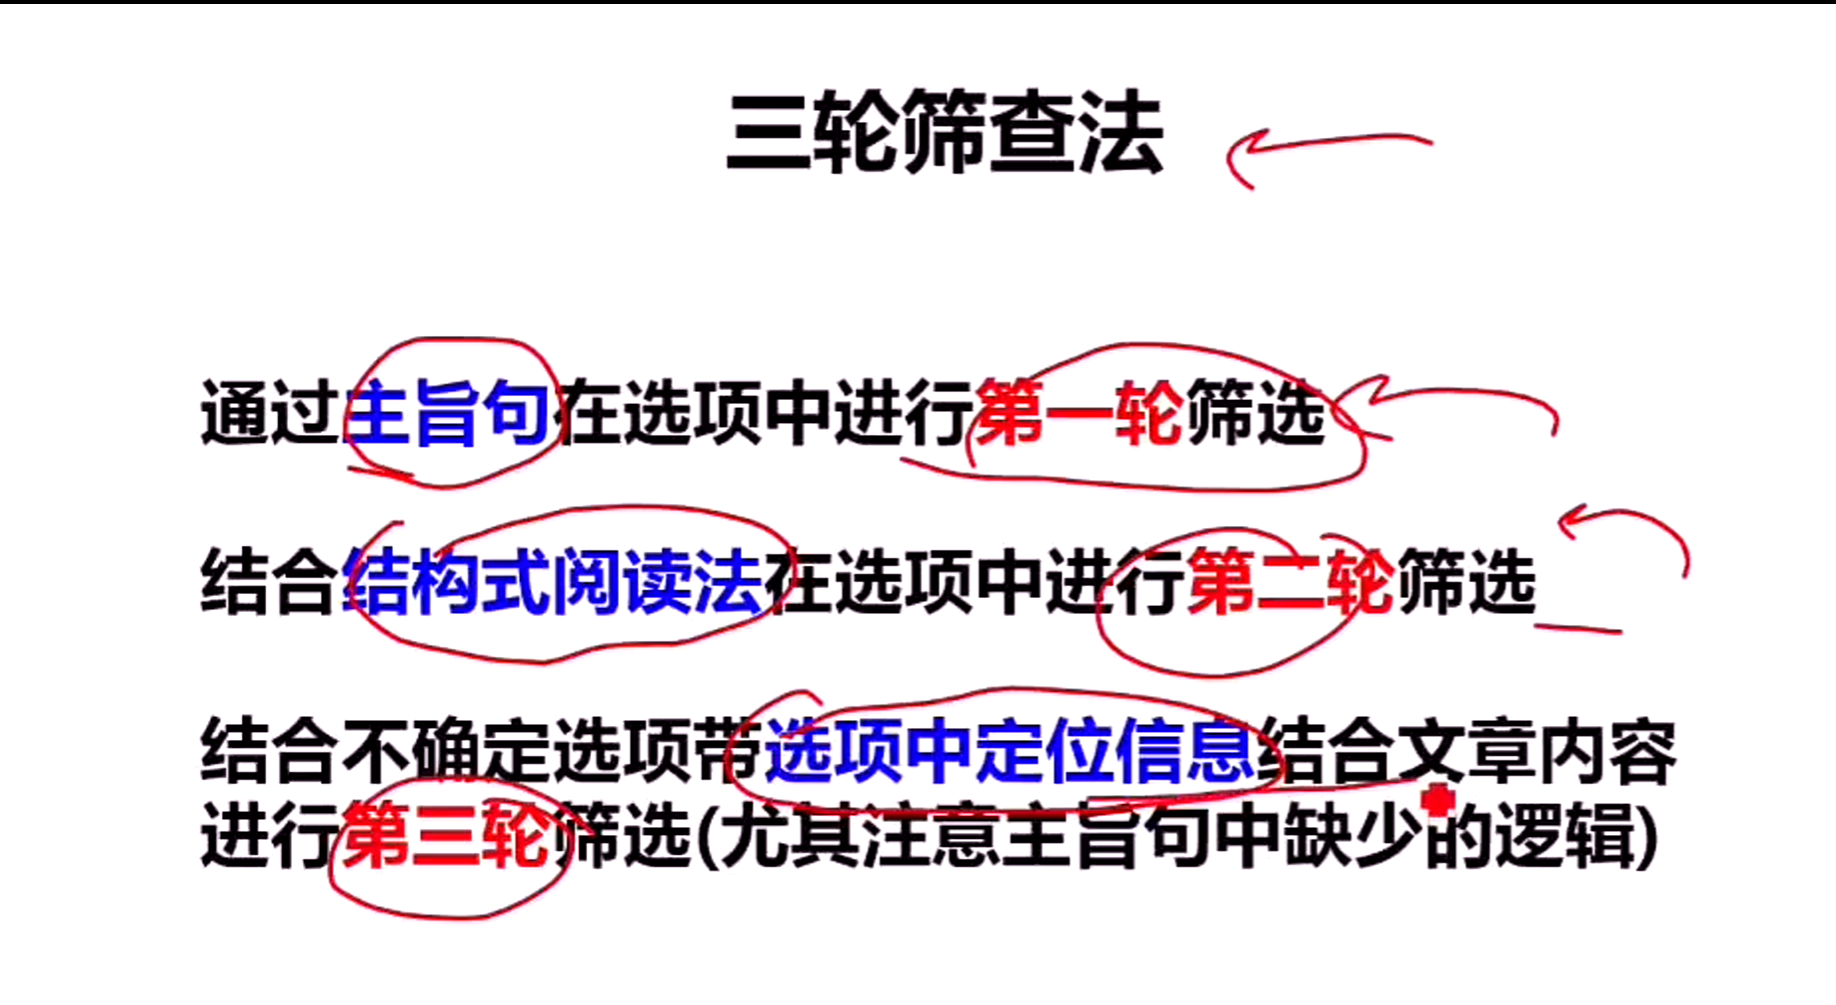 三轮筛查法
通过主旨句在选项中进行第一轮筛选
结合结构式阅读法在选项中进行第二轮筛选
结合不确定选项带选项中定位信息结合文章内容
进行第三轮筛选(尤其注意主旨句中缺少的逻辑)